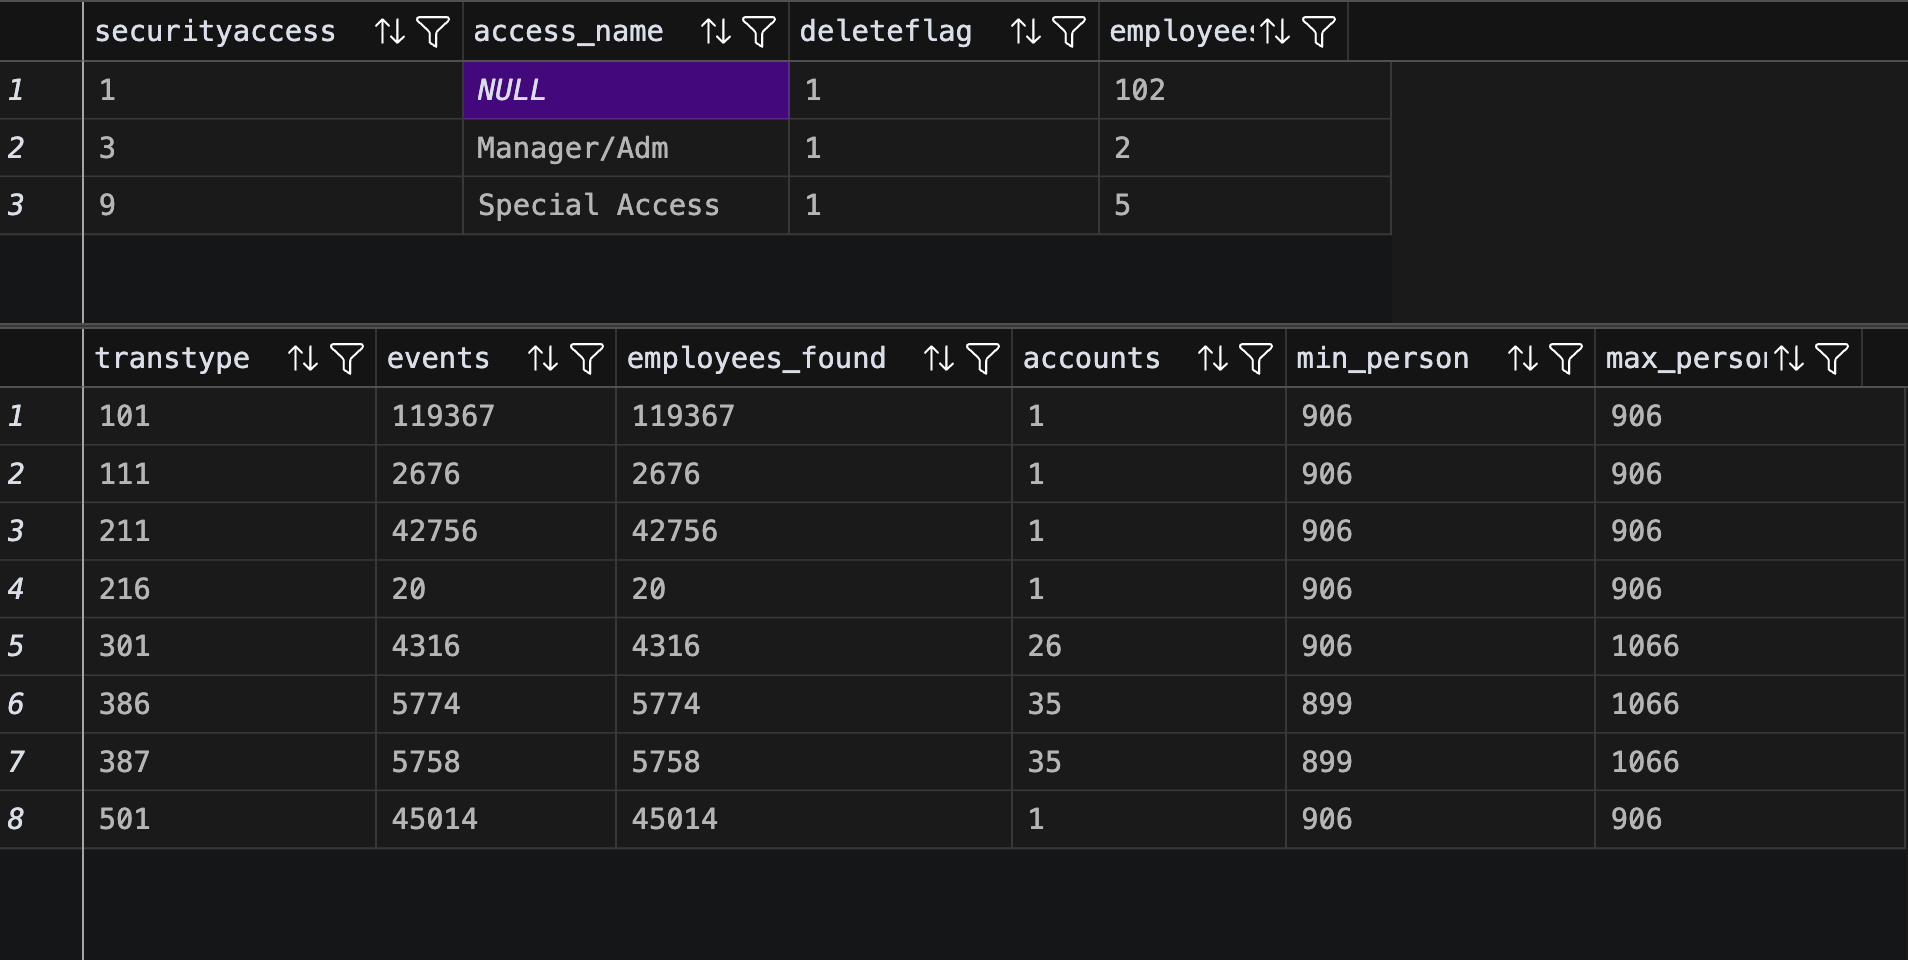 securityaccess access_name deleteflag employees
1 1 NULL 1 102
2 3 Manager/Adm 1 2
3 9 Special Access 1 5
transtype events employees_found accounts min_person max_person
1 101 119367 119367 1 906 906
2 111 2676 2676 1 906 906
3 211 42756 42756 1 906 906
4 216 20 20 1 906 906
5 301 4316 4316 26 906 1066
6 386 5774 5774 35 899 1066
7 387 5758 5758 35 899 1066
8 501 45014 45014 1 906 906